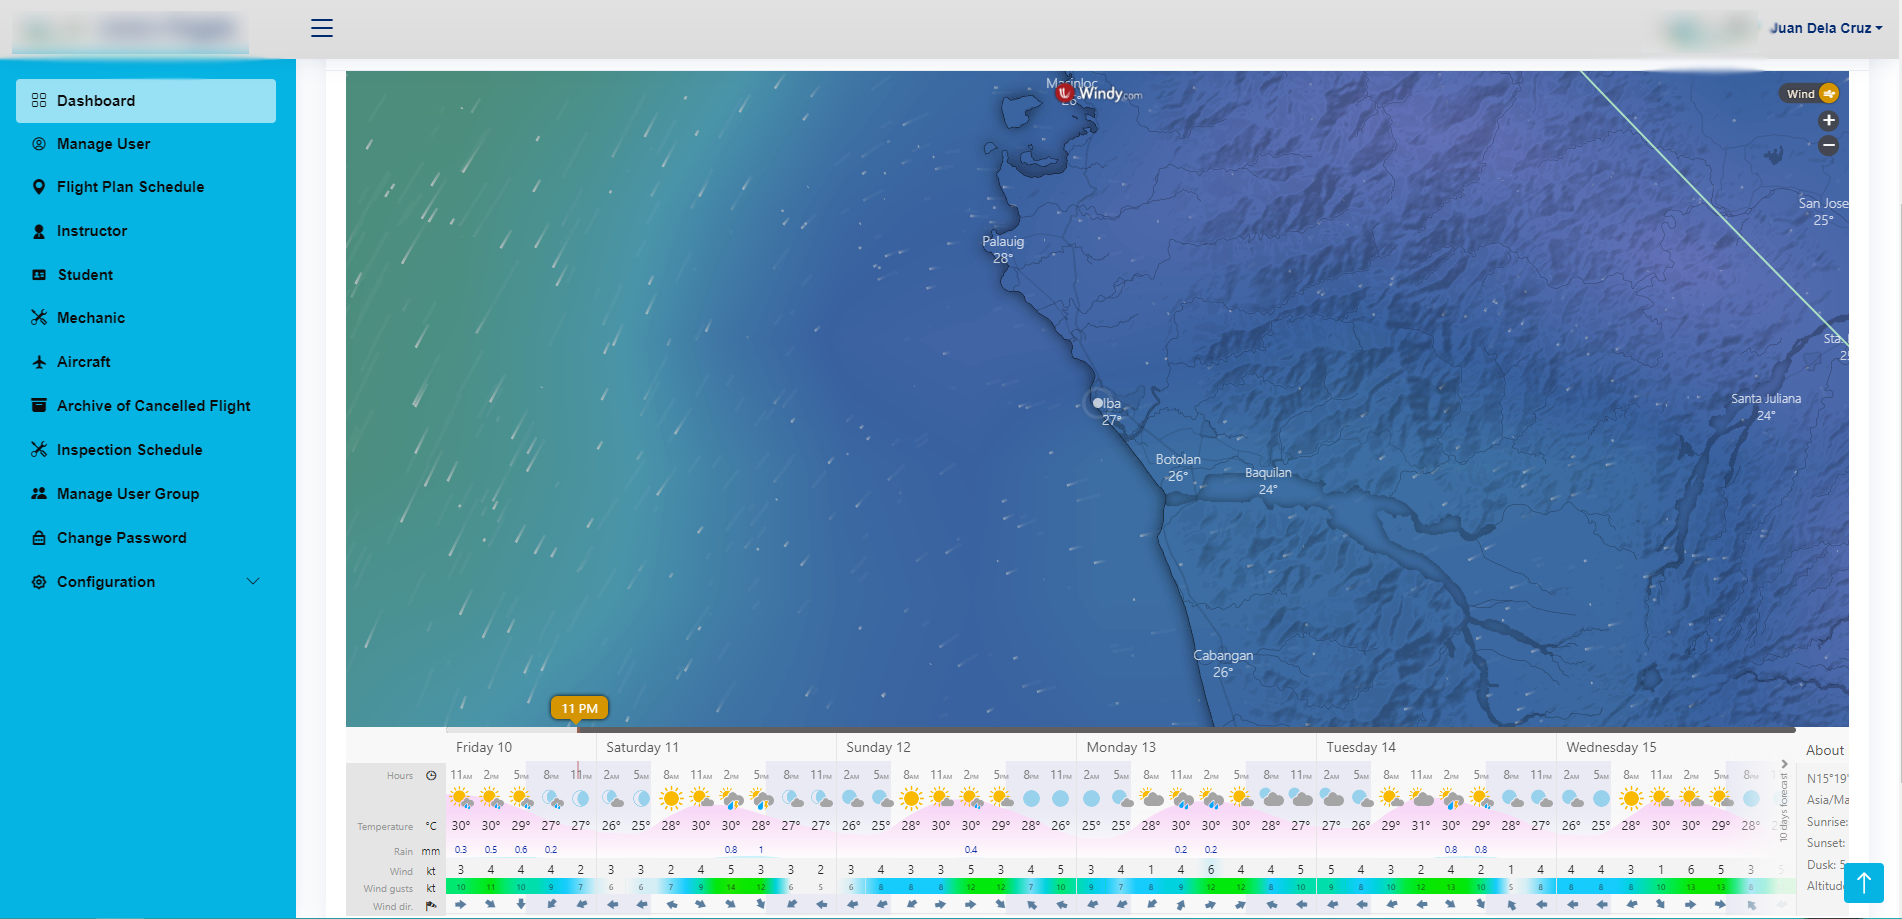 Juan Dela Cruz
Dashboard
Manage User
Flight Plan Schedule
Instructor
Student
Mechanic
Aircraft
Archive of Cancelled Flight
Inspection Schedule
Manage User Group
Change Password
Configuration
Windy.com
Wind
+
−
San Jose
25°
Palauig
28°
Santa Juliana
24°
Iba
27°
Botolan
26°
Baquilan
24°
Cabangan
26°
11 PM
Friday 10 Saturday 11 Sunday 12 Monday 13 Tuesday 14 Wednesday 15 About
Hours 11AM 2PM 5PM 8PM 11PM 2AM 5AM 8AM 11AM 2PM 5PM 8PM 11PM 2AM 5AM 8AM 11AM 2PM 5PM 8PM 11PM 2AM 5AM 8AM 11AM 2PM 5PM 8PM 11PM 2AM 5AM 8AM 11AM 2PM 5PM 8PM 11PM 2AM 5AM 8AM 11AM 2PM 5PM 8PM
Temperature °C 30° 30° 29° 27° 27° 26° 25° 28° 30° 30° 28° 27° 27° 26° 25° 28° 30° 30° 29° 28° 26° 25° 25° 28° 30° 30° 28° 27° 27° 26° 29° 31° 30° 29° 28° 27° 26° 25° 28° 30° 30° 29° 28°
Rain mm 0.3 0.5 0.6 0.2 0.8 1 0.4 0.2 0.2 0.8 0.8
Wind kt 3 4 4 4 2 3 3 2 4 5 3 3 2 3 4 3 3 5 3 4 5 3 4 1 4 6 4 4 5 5 4 3 2 4 2 1 4 4 4 3 1 6 5 3 5
Wind gusts kt 10 11 10 9 7 6 6 7 9 14 12 6 5 6 8 8 8 12 12 7 10 9 7 8 9 12 12 10 8 10 9 8 10 12 13 10 5 8 8 8 8 10 13 13 8
Wind dir.
10 days forecast
N15°19'
Asia/Ma
Sunrise:
Sunset:
Dusk: 5
Altitud